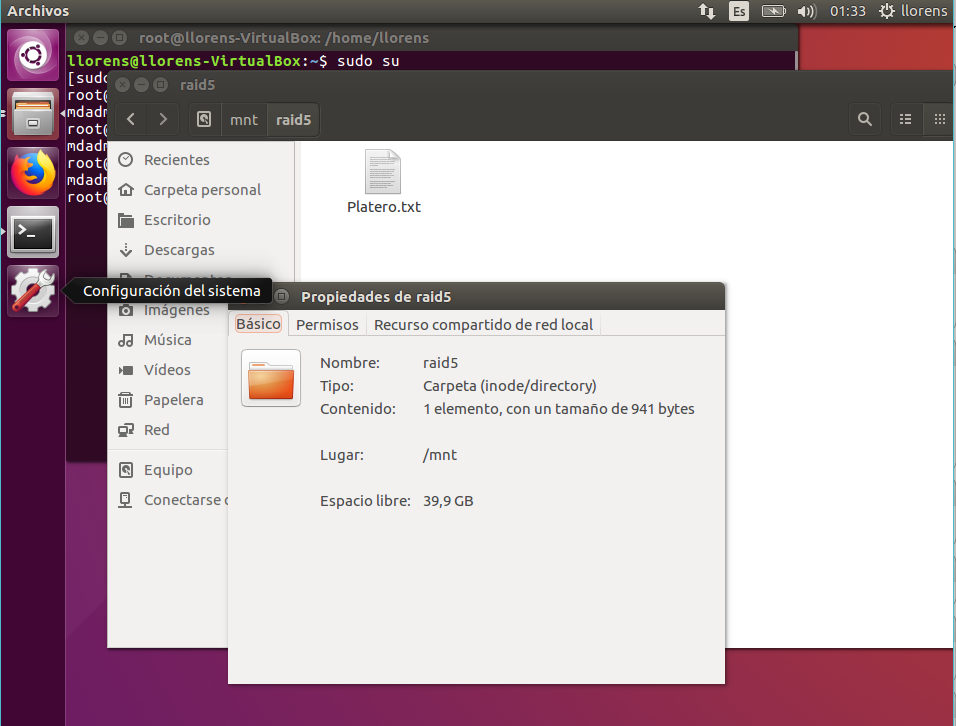 Archivos
Es
01:33
llorens
root@llorens-VirtualBox: /home/llorens
llorens@llorens-VirtualBox:~$ sudo su
[sudo
root@
mdadm
root@
mdadm
root@
mdadm
root@
raid5
mnt
raid5
Recientes
Carpeta personal
Escritorio
Descargas
Documentos
Imágenes
Música
Vídeos
Papelera
Red
Equipo
Conectarse
Platero.txt
Configuración del sistema
Propiedades de raid5
Básico
Permisos
Recurso compartido de red local
Nombre: raid5
Tipo: Carpeta (inode/directory)
Contenido: 1 elemento, con un tamaño de 941 bytes
Lugar: /mnt
Espacio libre: 39,9 GB